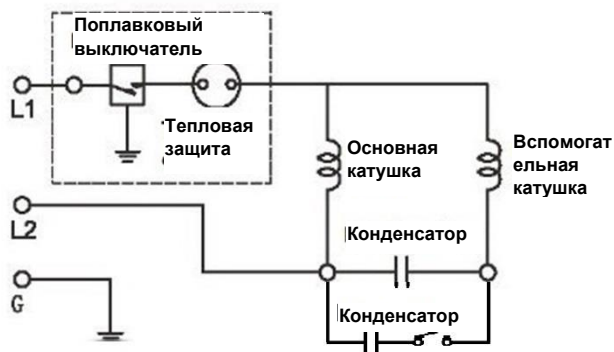 Поплавковый
выключатель
L1
Тепловая
защита
Основная
катушка
Вспомогат
ельная
катушка
L2
Конденсатор
G
Конденсатор